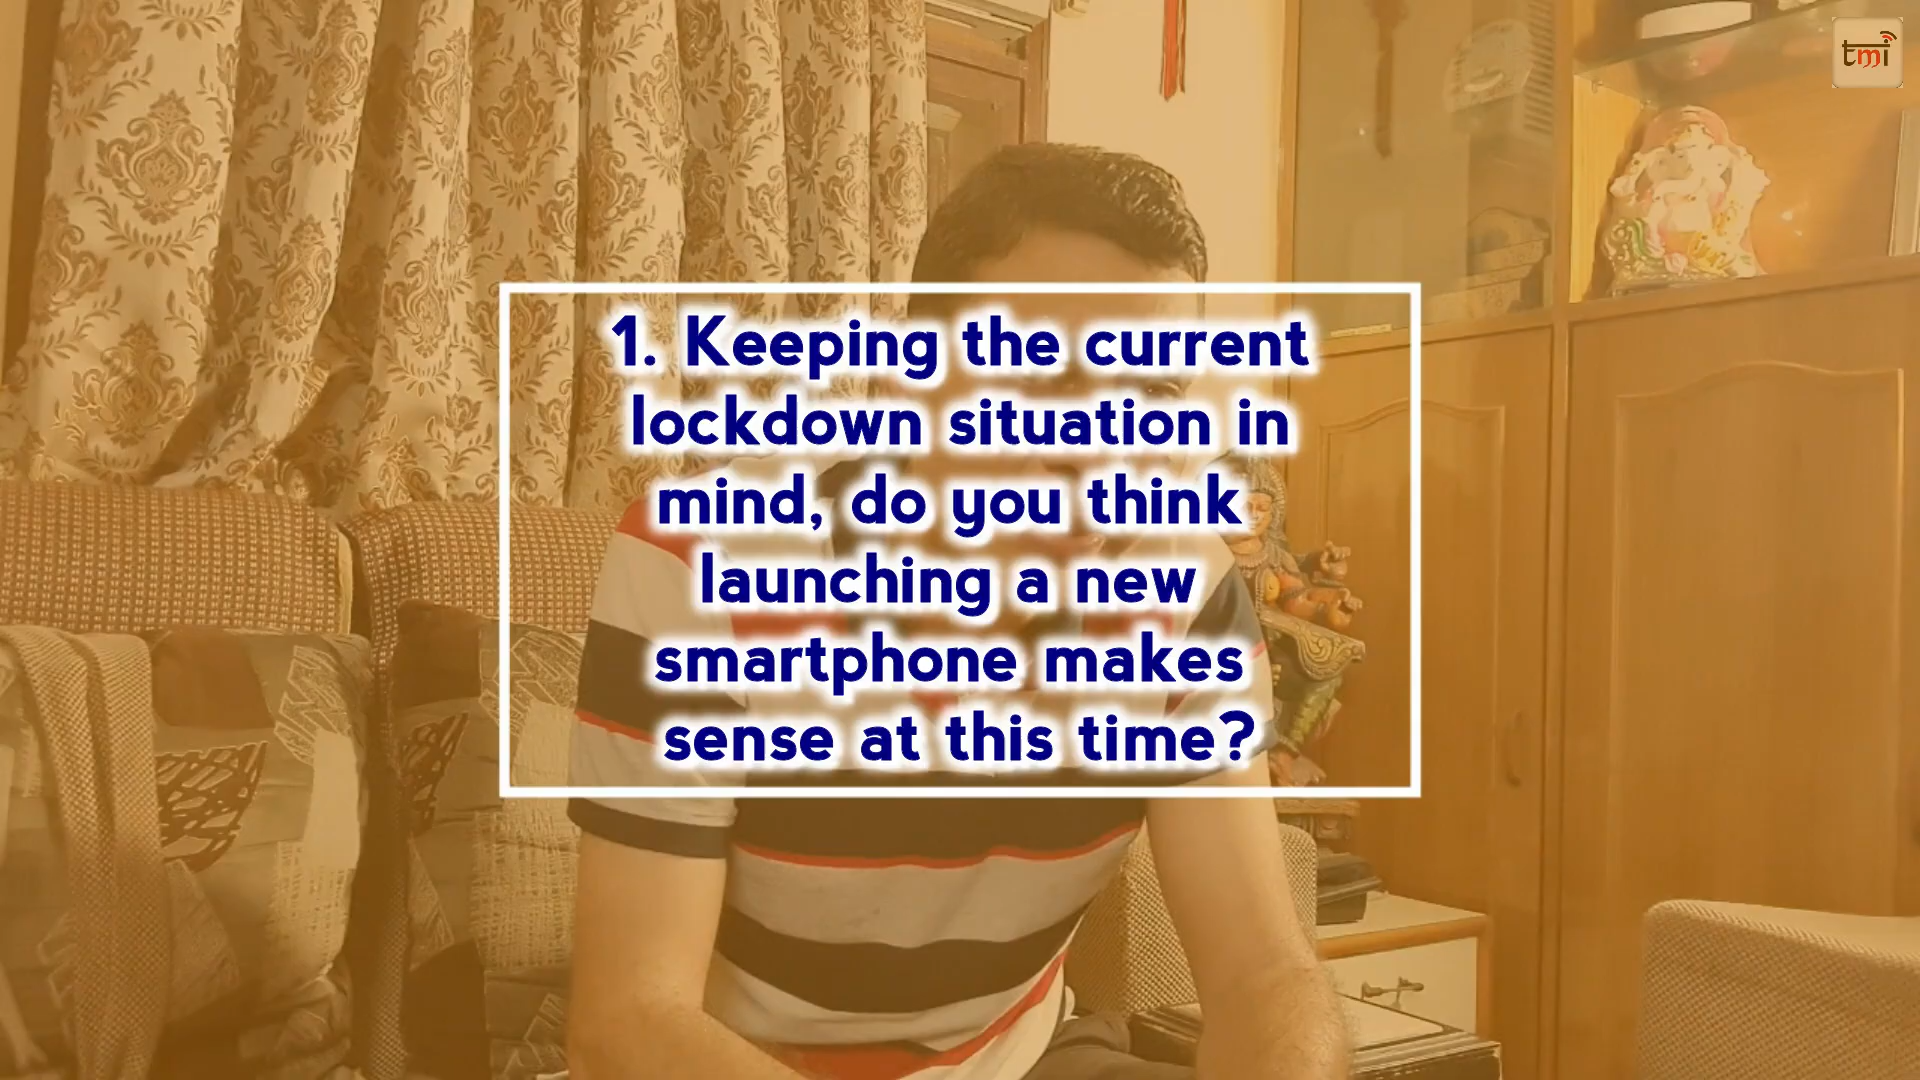 tmi
1. Keeping the current
lockdown situation in
mind, do you think
launching a new
smartphone makes
sense at this time?